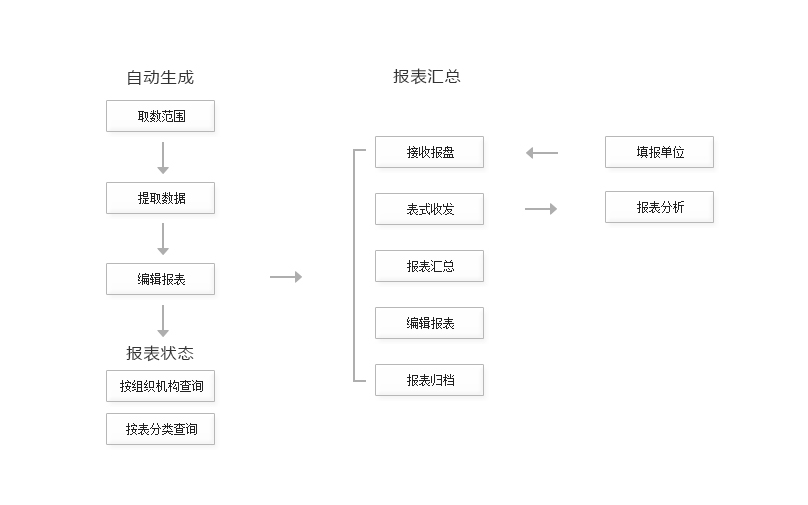 自动生成
取数范围
提取数据
编辑报表
报表状态
按组织机构查询
按表分类查询
报表汇总
接收报盘
表式收发
报表汇总
编辑报表
报表归档
填报单位
报表分析